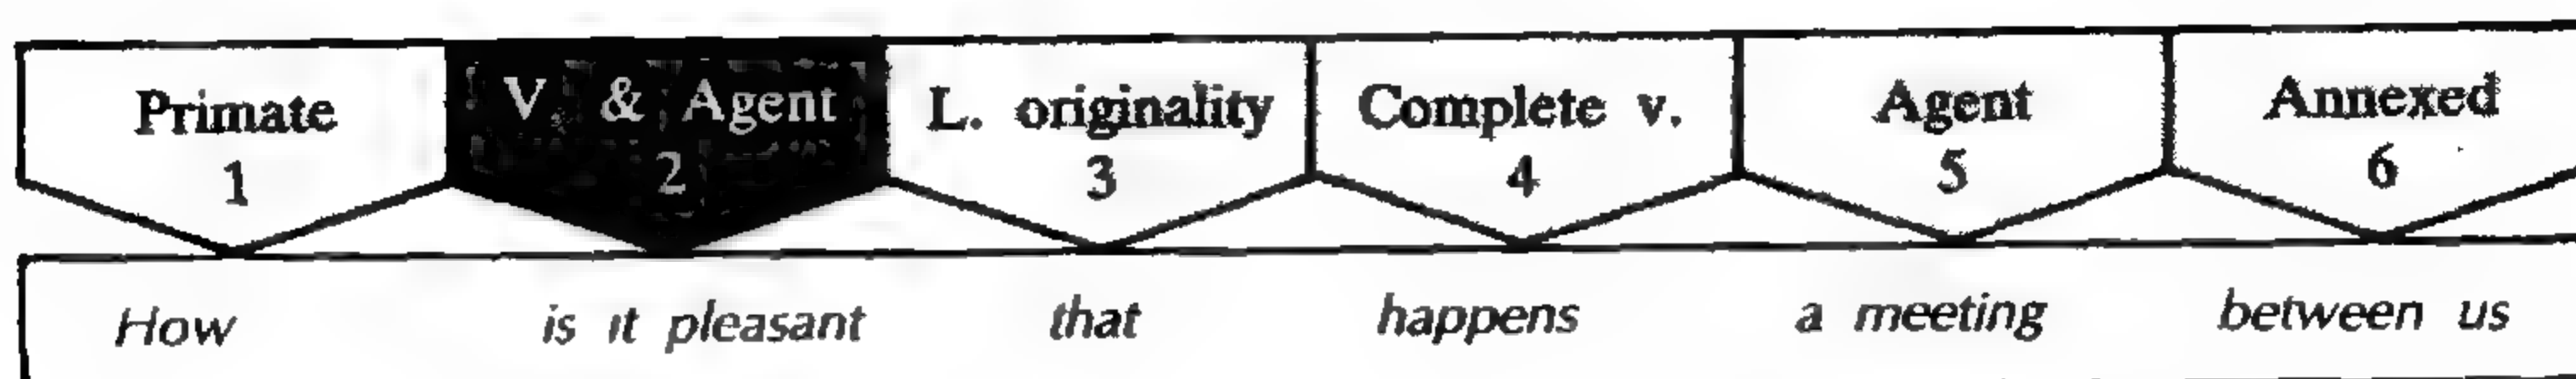 Primate V. & Agent L. originality Complete v. Agent Annexed
1 2 3 4 5 6
How is it pleasant that happens a meeting between us